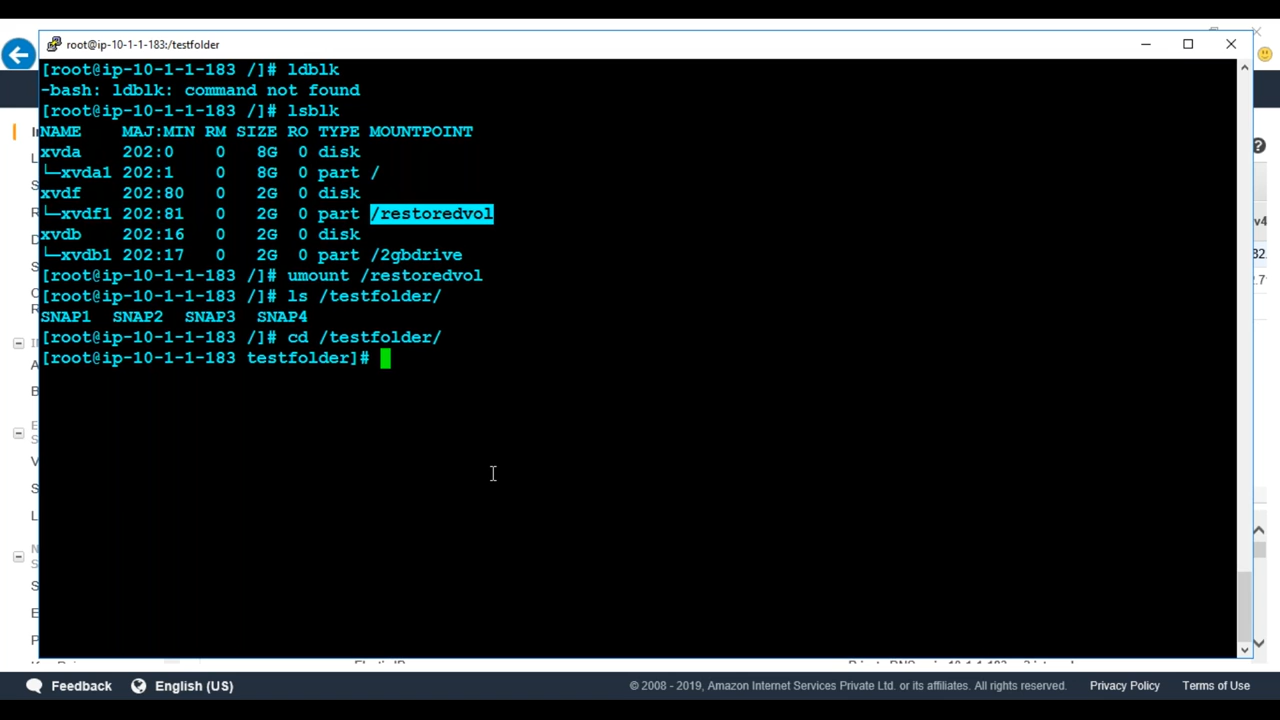 root@ip-10-1-1-183:/testfolder
[root@ip-10-1-1-183 /]# ldblk
-bash: ldblk: command not found
[root@ip-10-1-1-183 /]# lsblk
NAME    MAJ:MIN RM SIZE RO TYPE MOUNTPOINT
xvda    202:0    0   8G  0 disk
└─xvda1 202:1    0   8G  0 part /
xvdf    202:80   0   2G  0 disk
└─xvdf1 202:81   0   2G  0 part /restoredvol
xvdb    202:16   0   2G  0 disk
└─xvdb1 202:17   0   2G  0 part /2gbdrive
[root@ip-10-1-1-183 /]# umount /restoredvol
[root@ip-10-1-1-183 /]# ls /testfolder/
SNAP1  SNAP2  SNAP3  SNAP4
[root@ip-10-1-1-183 /]# cd /testfolder/
[root@ip-10-1-1-183 testfolder]#
Feedback English (US) © 2008 - 2019, Amazon Internet Services Private Ltd. or its affiliates. All rights reserved. Privacy Policy Terms of Use